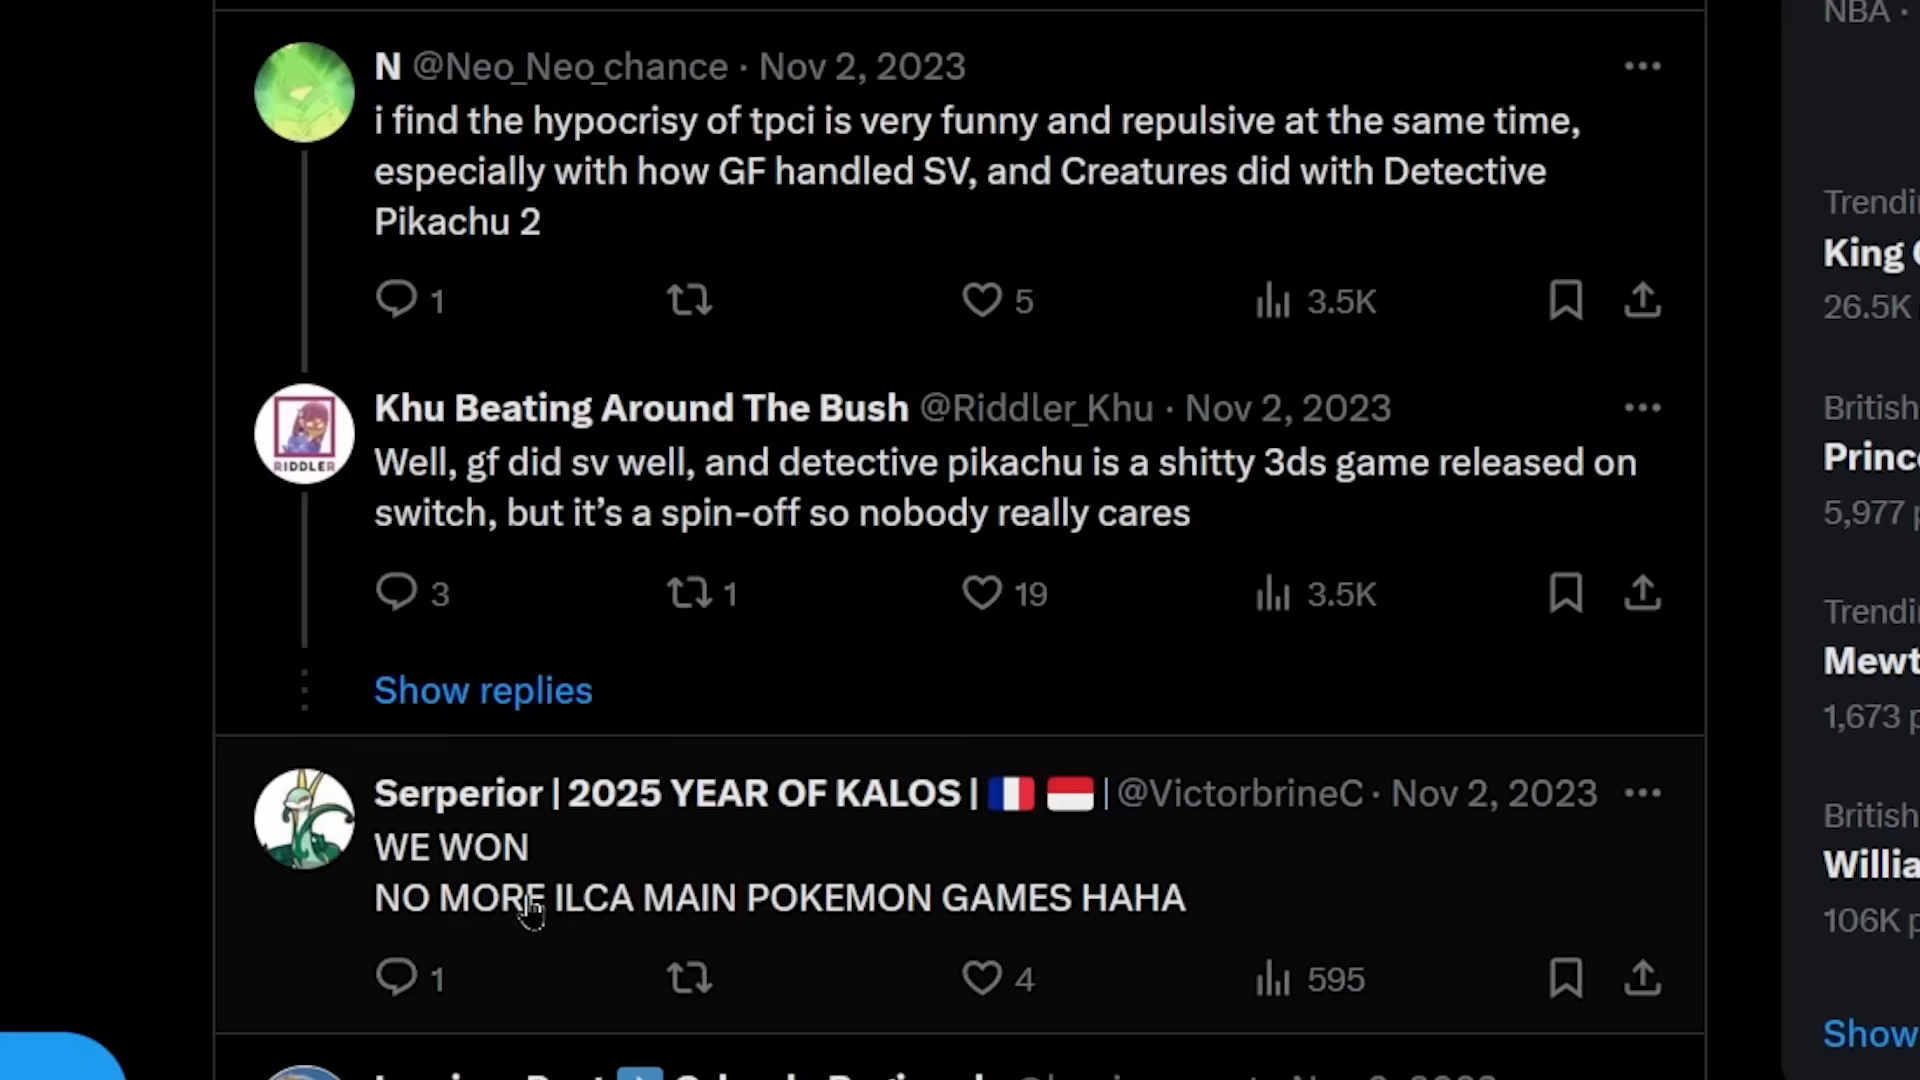 NBA ·
N @Neo_Neo_chance · Nov 2, 2023
i find the hypocrisy of tpci is very funny and repulsive at the same time,
especially with how GF handled SV, and Creatures did with Detective
Pikachu 2
1 5 3.5K
Khu Beating Around The Bush @Riddler_Khu · Nov 2, 2023
RIDDLER
Well, gf did sv well, and detective pikachu is a shitty 3ds game released on
switch, but it’s a spin-off so nobody really cares
3 1 19 3.5K
Show replies
Serperior | 2025 YEAR OF KALOS | 🇫🇷 🇮🇩 | @VictorbrineC · Nov 2, 2023
WE WON
NO MORE ILCA MAIN POKEMON GAMES HAHA
1 4 595
King
26.5K
British
5,977 p
1,673 p
British
106K p
Show